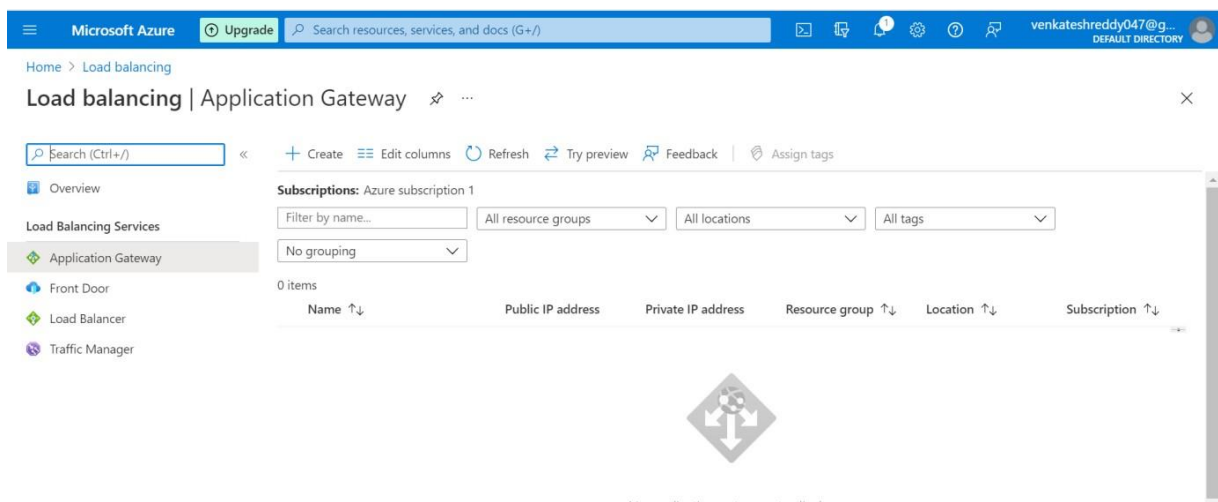 Microsoft Azure Upgrade Search resources, services, and docs (G+/) 1 venkateshreddy047@g...
DEFAULT DIRECTORY
Home > Load balancing
Load balancing | Application Gateway ...
Search (Ctrl+/) « + Create Edit columns Refresh Try preview Feedback Assign tags
Overview
Subscriptions: Azure subscription 1
Filter by name... All resource groups All locations All tags
Load Balancing Services
No grouping
Application Gateway
Front Door
0 items
Name ↑↓ Public IP address Private IP address Resource group ↑↓ Location ↑↓ Subscription ↑↓
Load Balancer
Traffic Manager